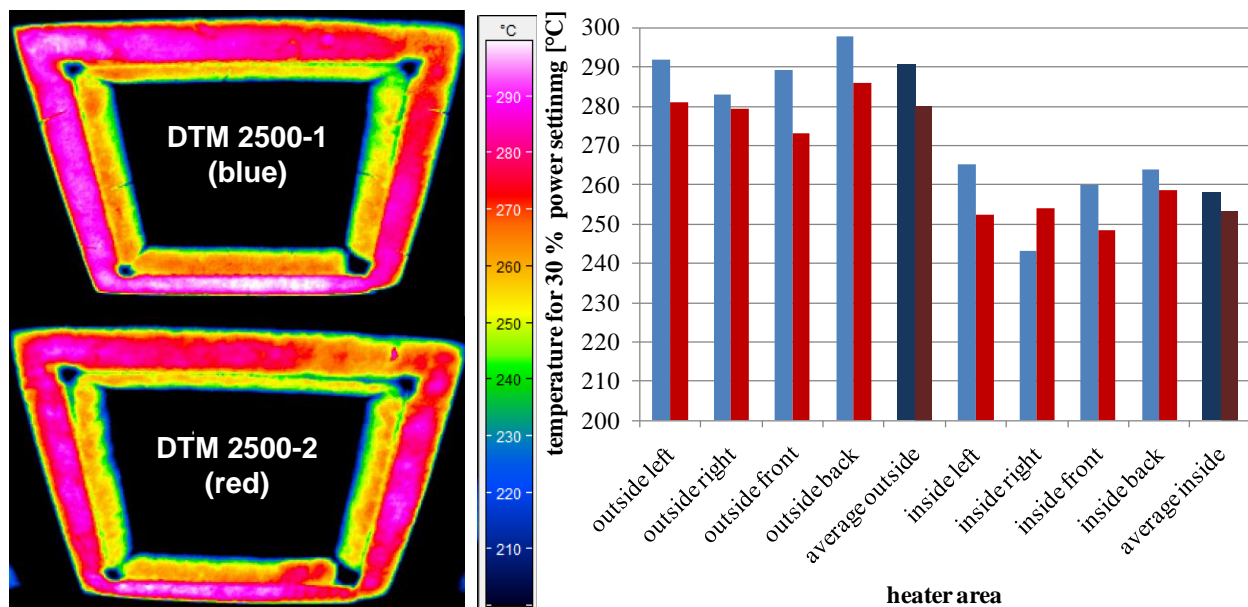 DTM 2500-1
(blue)
DTM 2500-2
(red)
°C
290
280
270
260
250
240
230
220
210
temperature for 30 % power settinmg [°C]
300
290
280
270
260
250
240
230
220
210
200
outside left
outside right
outside front
outside back
average outside
inside left
inside right
inside front
inside back
average inside
heater area